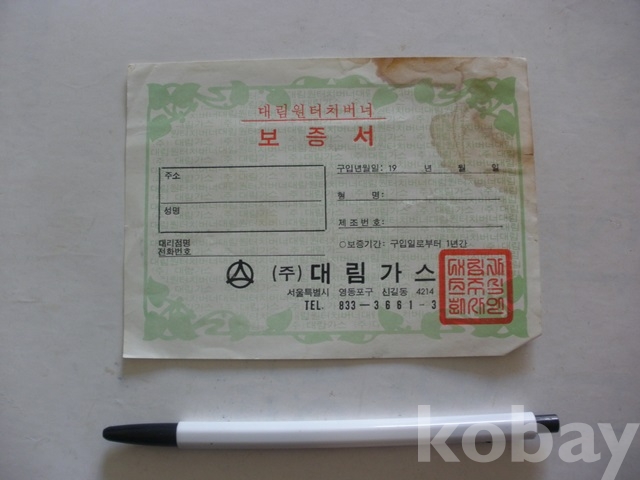 대림원터치버너
보증서
주소
성명
대리점명
전화번호
구입년월일: 19 년 월 일
형 명:
제조번호:
○보증기간: 구입일로부터 1년간
(주) 대림가스
서울특별시 영등포구 신길동 4214
TEL. 833-3661-3
kobay